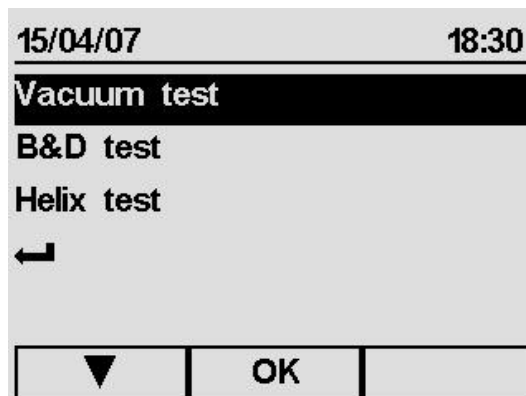 15/04/07 18:30
Vacuum test
B&D test
Helix test
OK